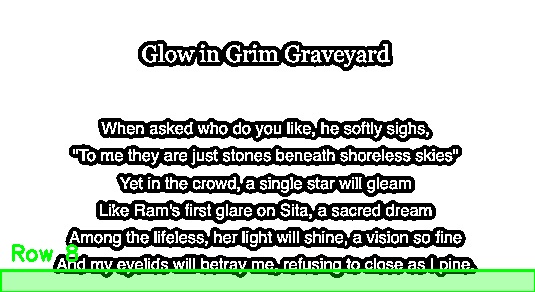 Glow in Grim Graveyard
When asked who do you like, he softly sighs,
"To me they are just stones beneath shoreless skies"
Yet in the crowd, a single star will gleam
Like Ram's first glare on Sita, a sacred dream
Among the lifeless, her light will shine, a vision so fine
Row 8
And my eyelids will betray me, refusing to close as I pine.